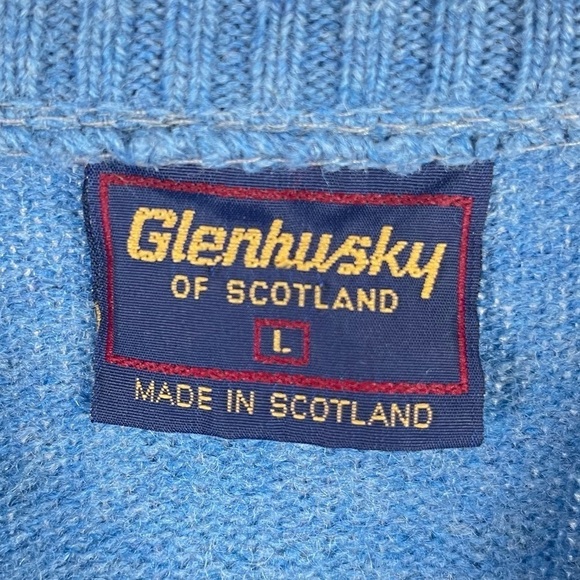 Glenhusky
OF SCOTLAND
L
MADE IN SCOTLAND